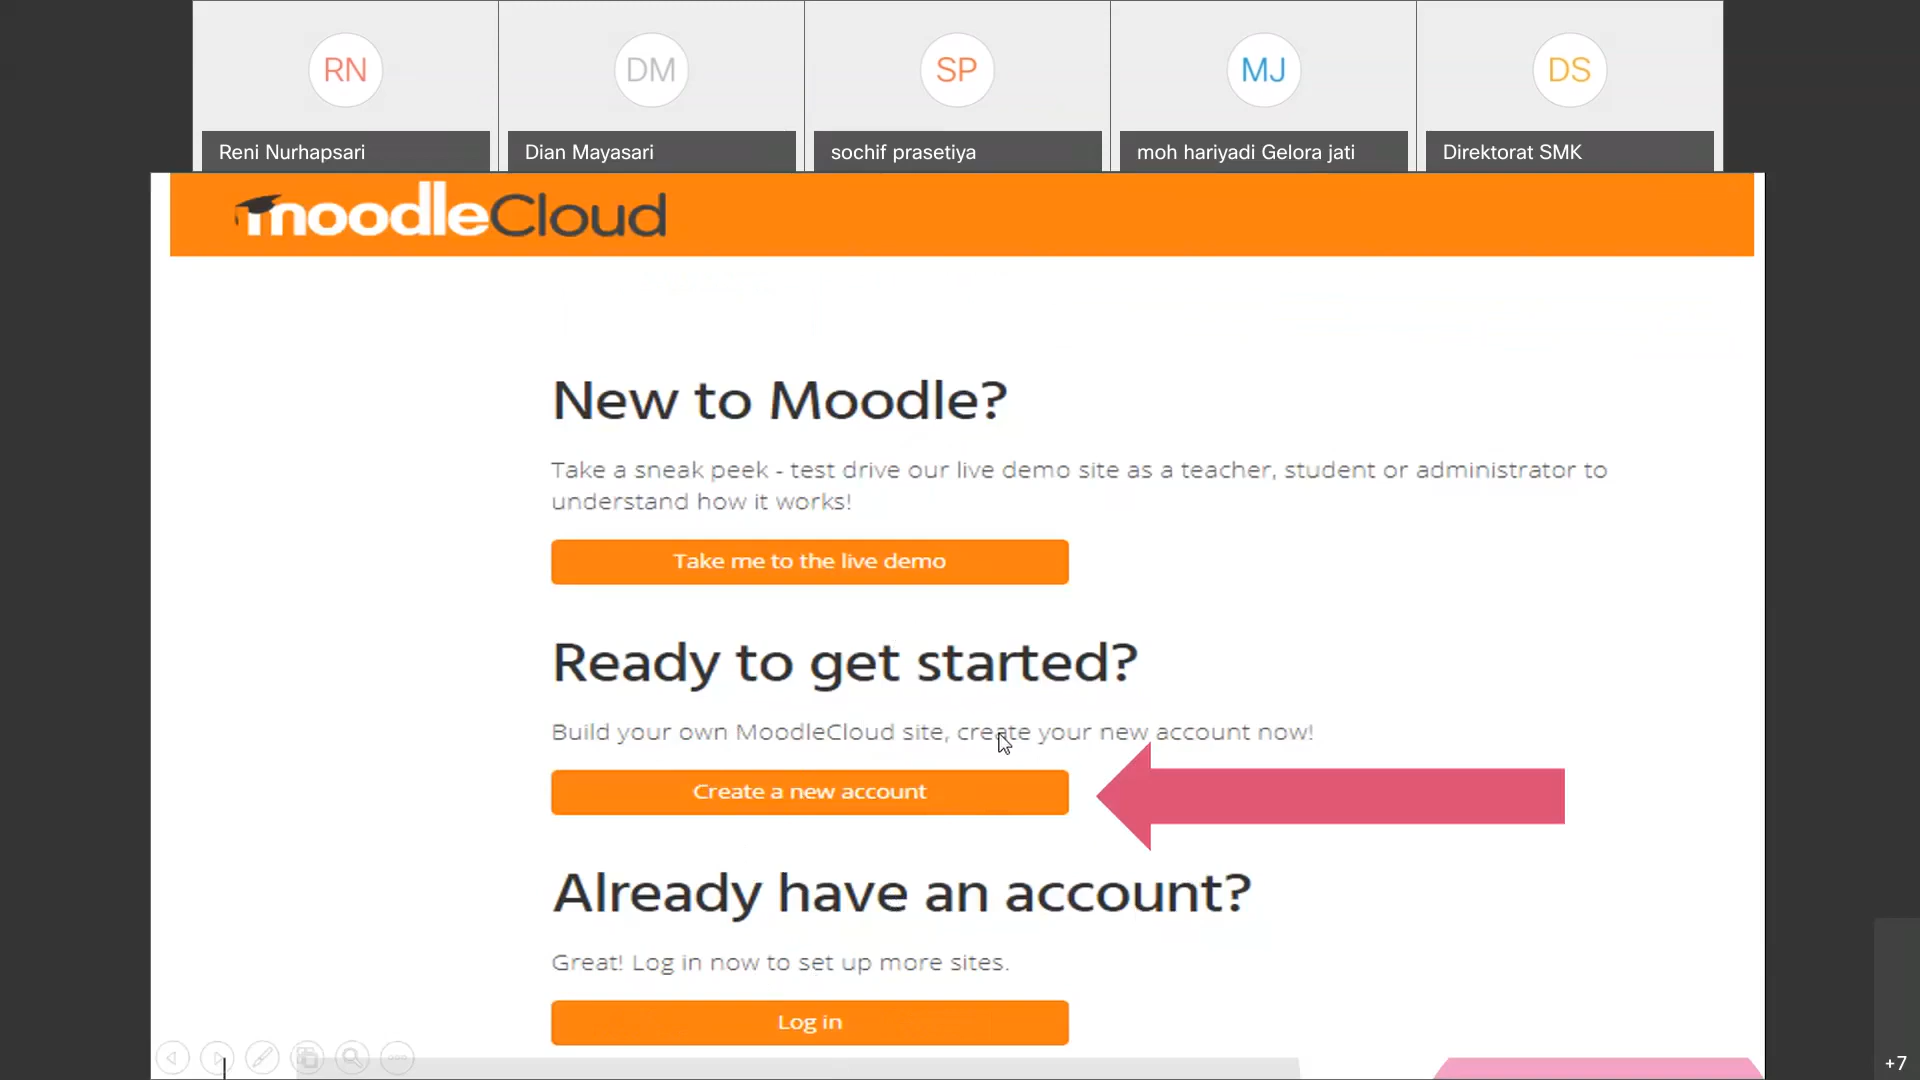 RN
DM
SP
MJ
DS
Reni Nurhapsari
Dian Mayasari
sochif prasetiya
moh hariyadi Gelora jati
Direktorat SMK
moodleCloud
New to Moodle?
Take a sneak peek - test drive our live demo site as a teacher, student or administrator to
understand how it works!
Take me to the live demo
Ready to get started?
Build your own MoodleCloud site, create your new account now!
Create a new account
Already have an account?
Great! Log in now to set up more sites.
Log in
+7